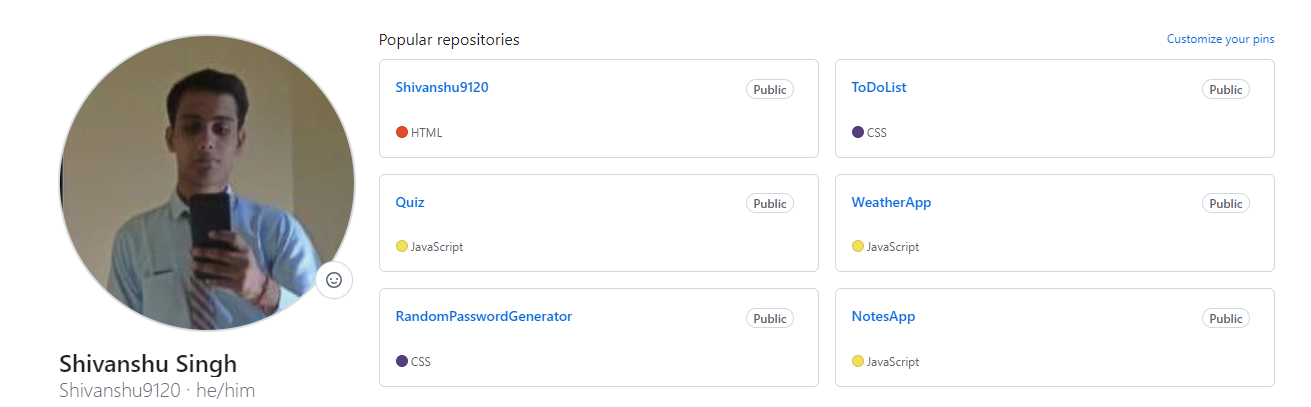 Popular repositories
Customize your pins
Shivanshu9120 Public
HTML
ToDoList Public
CSS
Quiz Public
JavaScript
WeatherApp Public
JavaScript
RandomPasswordGenerator Public
CSS
NotesApp Public
JavaScript
Shivanshu Singh
Shivanshu9120 · he/him